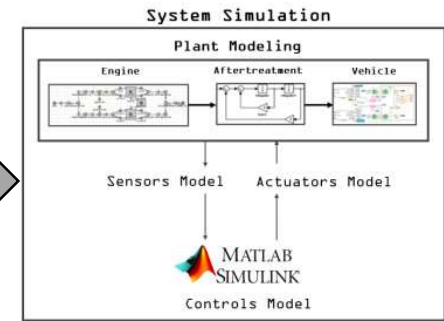 System Simulation
Plant Modeling
Engine Aftertreatment Vehicle
Sensors Model Actuators Model
MATLAB
SIMULINK
Controls Model